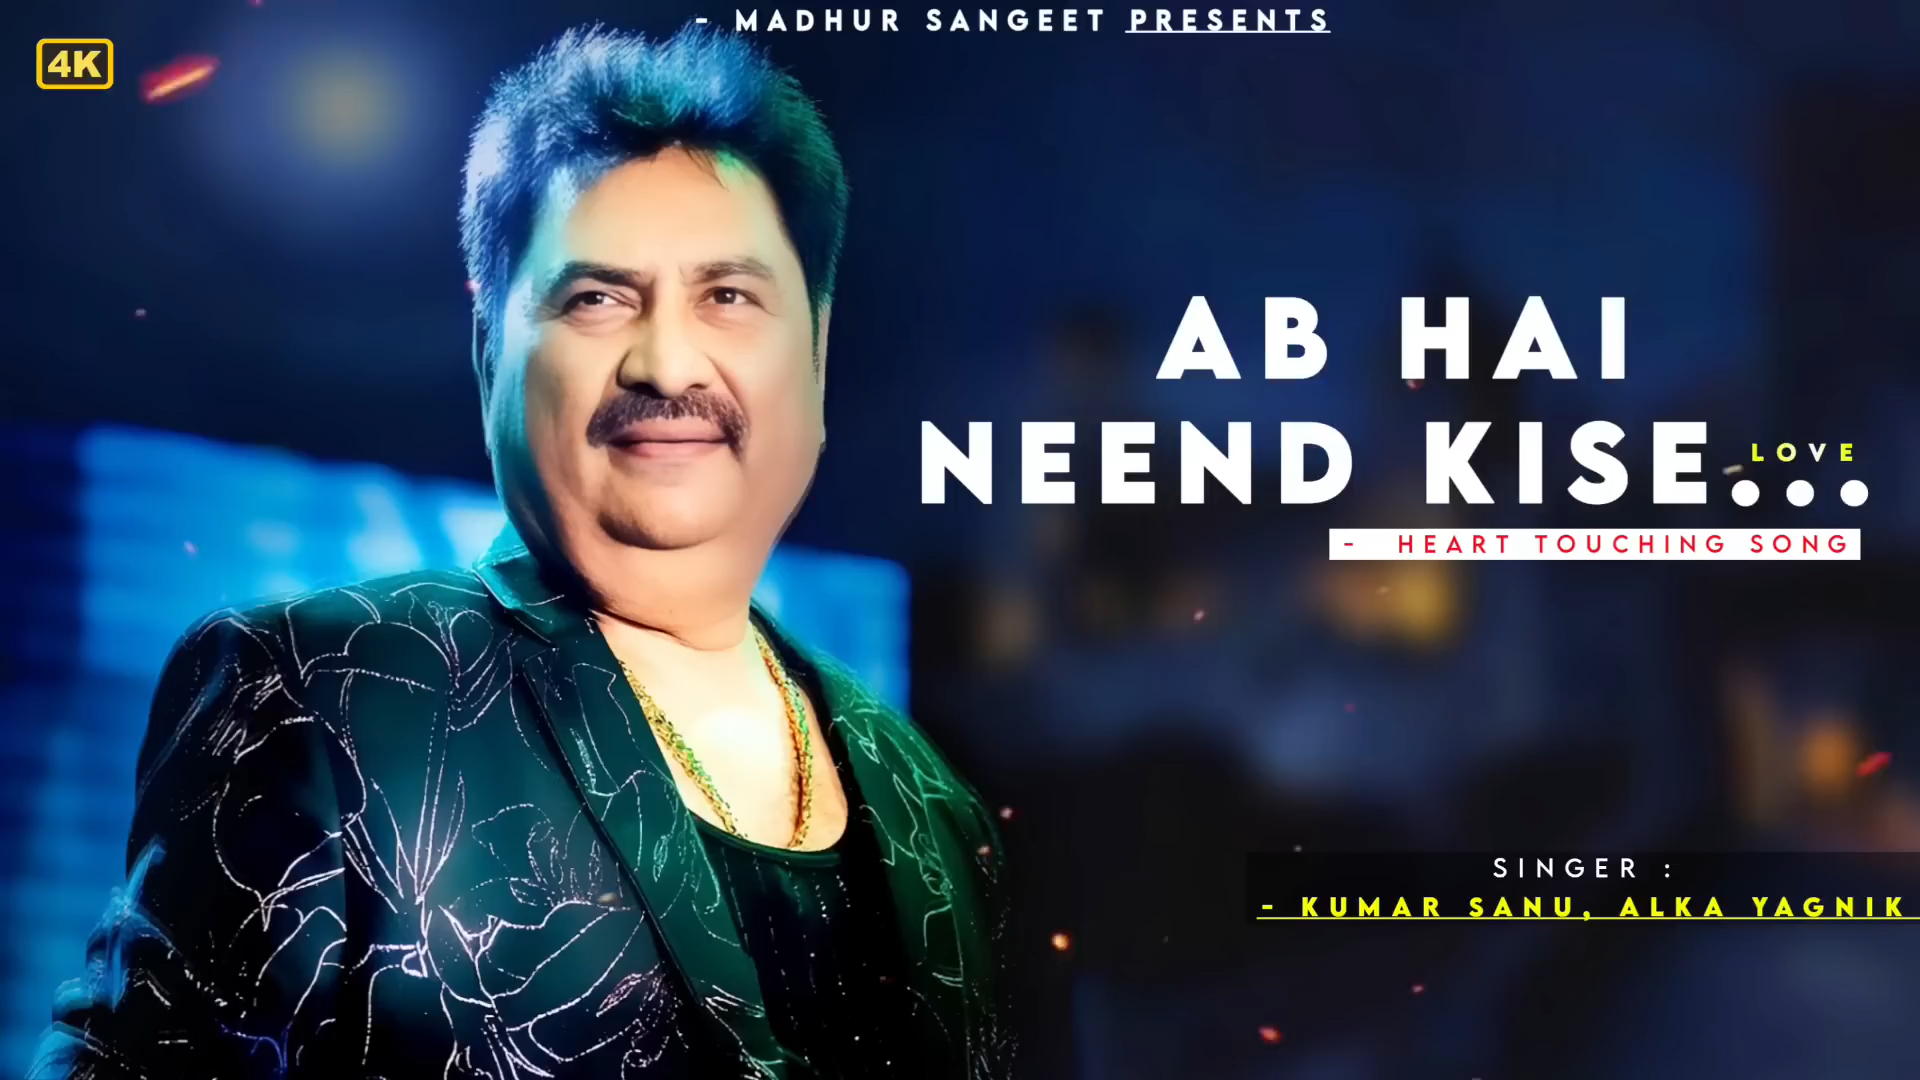 - MADHUR SANGEET PRESENTS
4K
AB HAI
NEEND KISE...
LOVE
- HEART TOUCHING SONG
SINGER :
- KUMAR SANU, ALKA YAGNIK